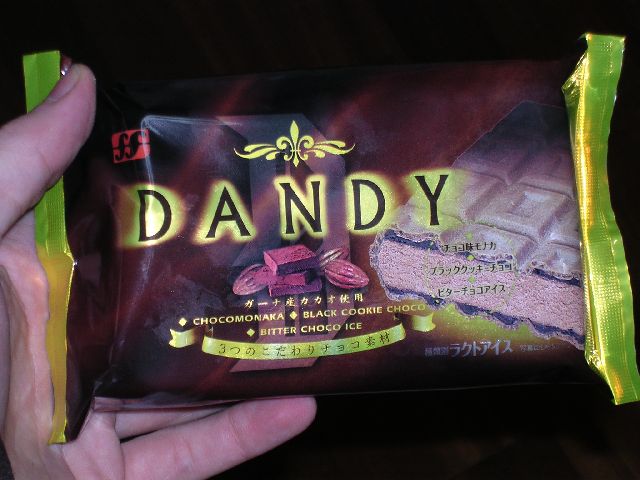 ff
DANDY
チョコ味モナカ
ブラッククッキーチョコ
ビターチョコアイス
ガーナ産カカオ使用
◆ CHOCOMONAKA ◆ BLACK COOKIE CHOCO
◆ BITTER CHOCO ICE
3つのこだわりチョコ素材
種類別 ラクトアイス